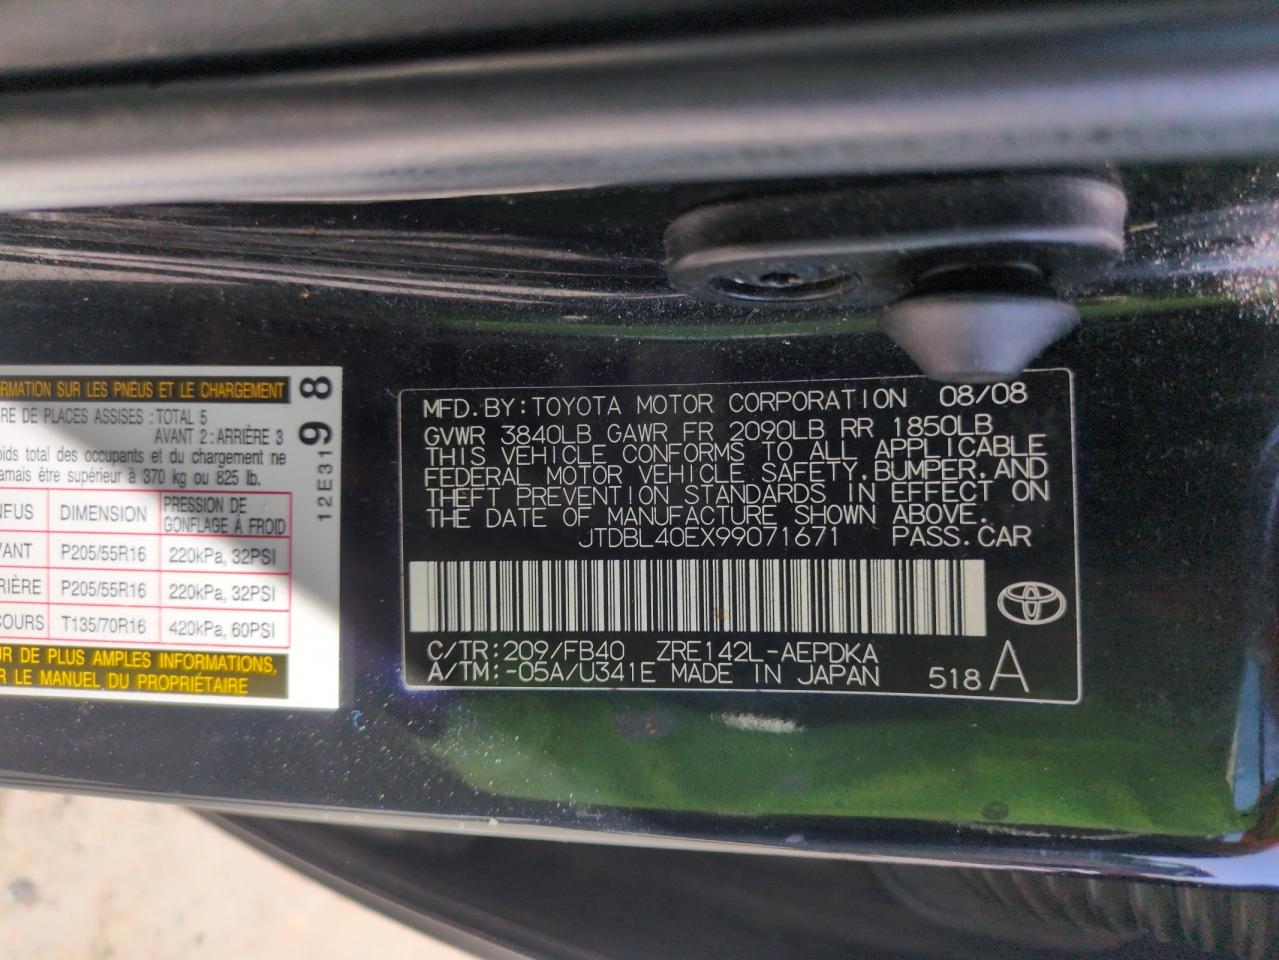 RMATION SUR LES PNEUS ET LE CHARGEMENT
RE DE PLACES ASSISES : TOTAL 5
AVANT 2 : ARRIÈRE 3
oids total des occupants et du chargement ne
amais être supérieur à 370 kg ou 825 lb.
NFUS DIMENSION PRESSION DE GONFLAGE À FROID
VANT P205/55R16 220kPa, 32PSI
RIÈRE P205/55R16 220kPa, 32PSI
COURS T135/70R16 420kPa, 60PSI
UR DE PLUS AMPLES INFORMATIONS,
R LE MANUEL DU PROPRIÉTAIRE
12E3198
MFD. BY: TOYOTA MOTOR CORPORATION 08/08
GVWR 3840LB GAWR FR 2090LB RR 1850LB
THIS VEHICLE CONFORMS TO ALL APPLICABLE
FEDERAL MOTOR VEHICLE SAFETY, BUMPER, AND
THEFT PREVENTION STANDARDS IN EFFECT ON
THE DATE OF MANUFACTURE SHOWN ABOVE.
JTDBL40EX99071671 PASS. CAR
C/TR: 209/FB40 ZRE142L-AEPDKA
A/TM: -05A/U341E MADE IN JAPAN 518 A